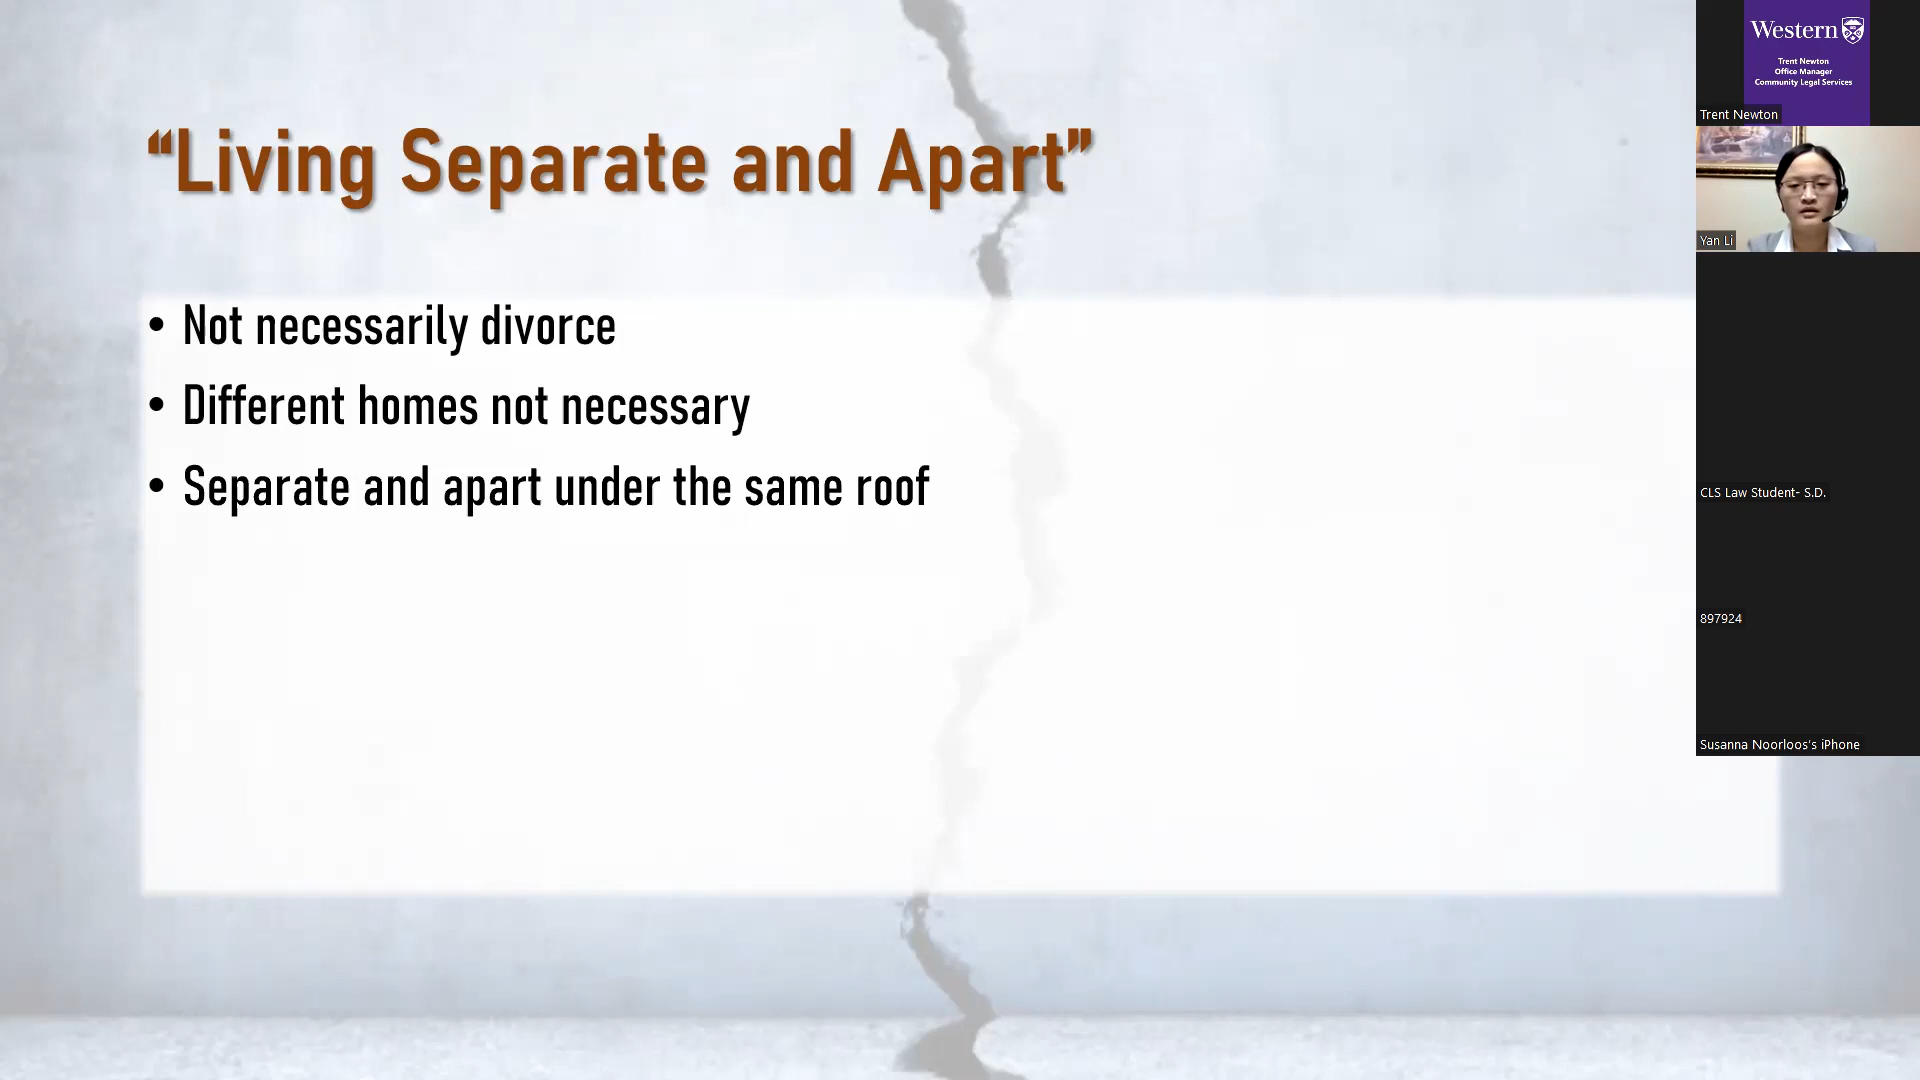 “Living Separate and Apart”
• Not necessarily divorce
• Different homes not necessary
• Separate and apart under the same roof
Western
Trent Newton
Office Manager
Community Legal Services
Trent Newton
Yan Li
CLS Law Student- S.D.
897924
Susanna Noorloos's iPhone